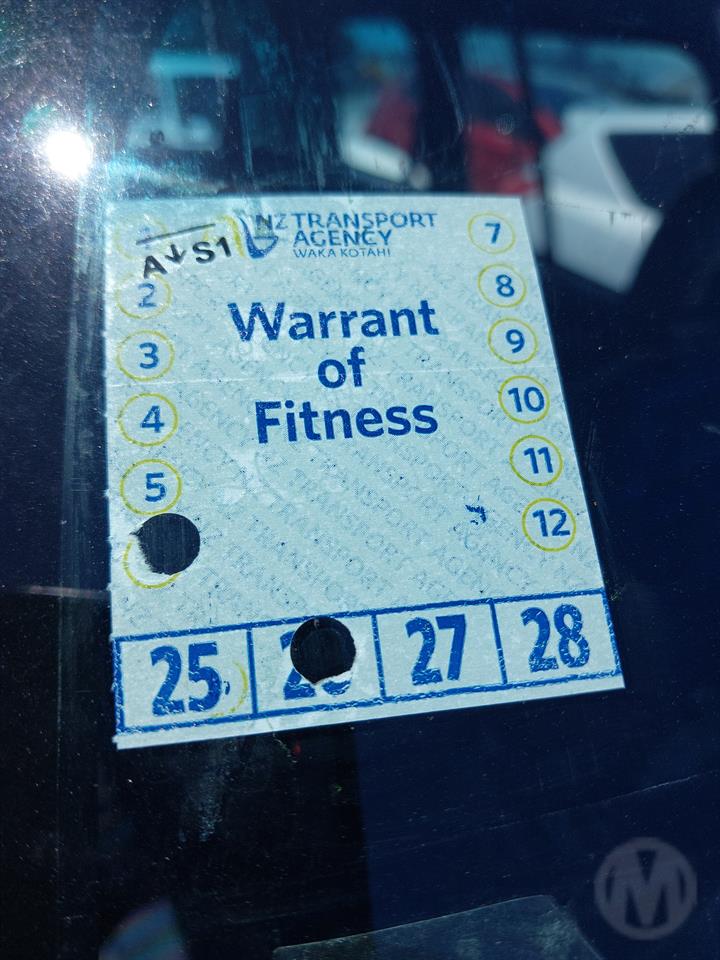 NZ TRANSPORT
AGENCY
WAKA KOTAHI
A↓S1
Warrant
of
Fitness
2
3
4
5
7
8
9
10
11
12
25
27
28
M